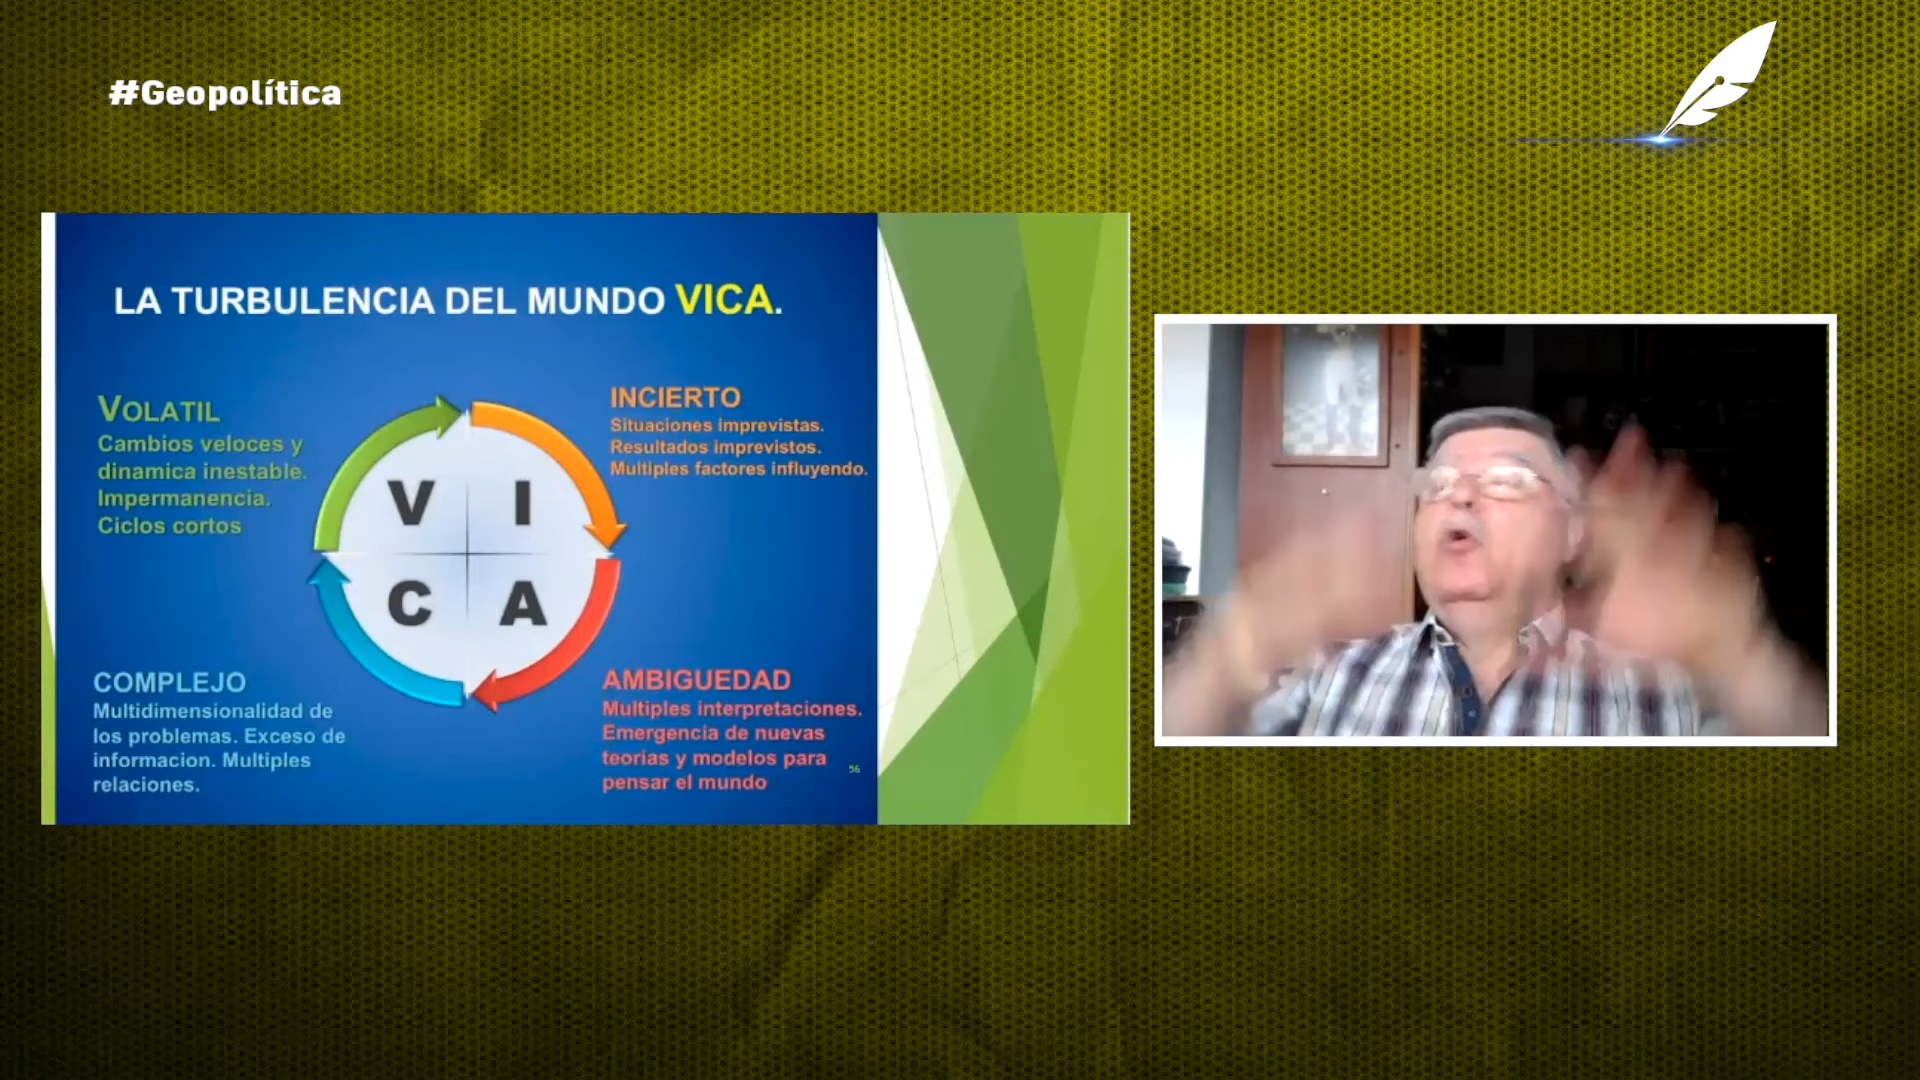 #Geopolítica
LA TURBULENCIA DEL MUNDO VICA.
VOLATIL
Cambios veloces y
dinamica inestable.
Impermanencia.
Ciclos cortos
INCIERTO
Situaciones imprevistas.
Resultados imprevistos.
Multiples factores influyendo.
V I
C A
COMPLEJO
Multidimensionalidad de
los problemas. Exceso de
informacion. Multiples
relaciones.
AMBIGUEDAD
Multiples interpretaciones.
Emergencia de nuevas
teorias y modelos para
pensar el mundo
56